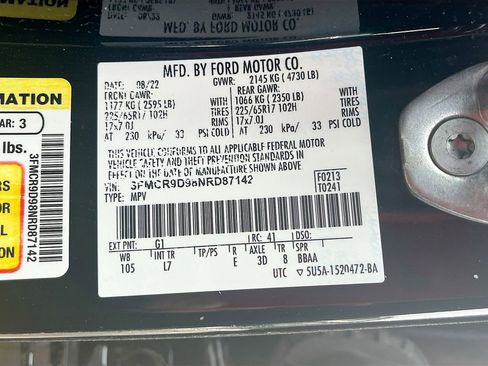 MFD. BY FORD MOTOR CO.
DATE: 08/22 GVWR: 2145 KG (4730 LB)
FRONT GAWR: REAR GAWR:
1177 KG (2595 LB) WITH 1066 KG (2350 LB) WITH
225/65R17 102H TIRES 225/65R17 102H TIRES
17x7.0J RIMS 17x7.0J RIMS
AT 230 kPa/ 33 PSI COLD AT 230 kPa/ 33 PSI COLD
THIS VEHICLE CONFORMS TO ALL APPLICABLE FEDERAL MOTOR
VEHICLE SAFETY AND THEFT PREVENTION STANDARDS IN EFFECT ON
THE DATE OF MANUFACTURE SHOWN ABOVE.
VIN: 3FMCR9D98NRD87142 F0213
TYPE: MPV T0241
EXT PNT: G1 RC: 41 DSO:
WB INT TR TP/PS R AXLE TR SPR
105 L7 E 3D 8 BBAA
UTC ▽5U5A-1520472-BA
MATION
AR: 3
lbs.
3FMCR9D98NRD87142
RS
L
ON